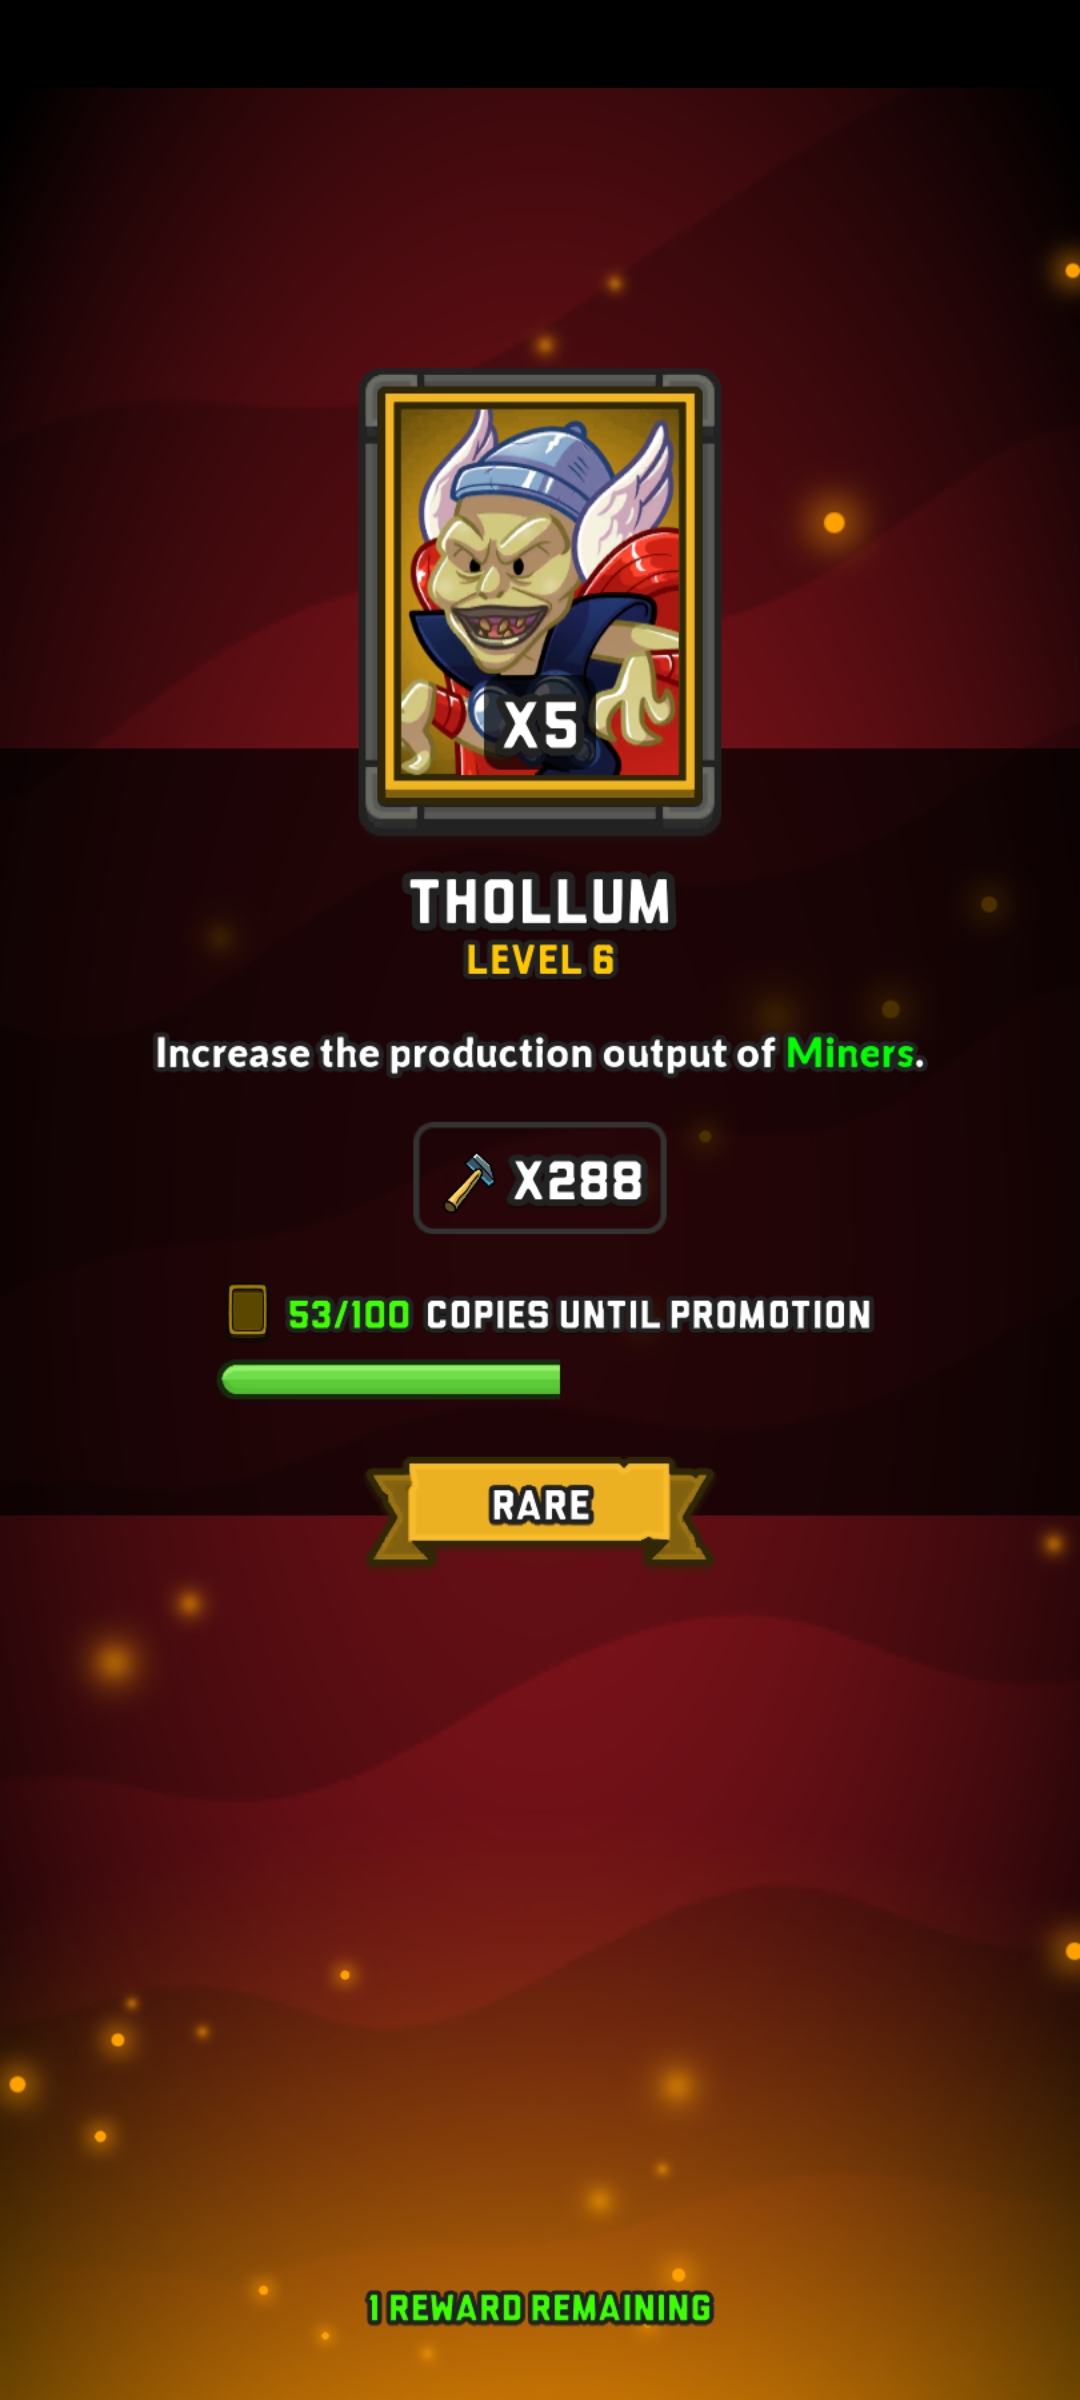 X5
THOLLUM
LEVEL 6
Increase the production output of Miners.
X288
53/100 COPIES UNTIL PROMOTION
RARE
1 REWARD REMAINING